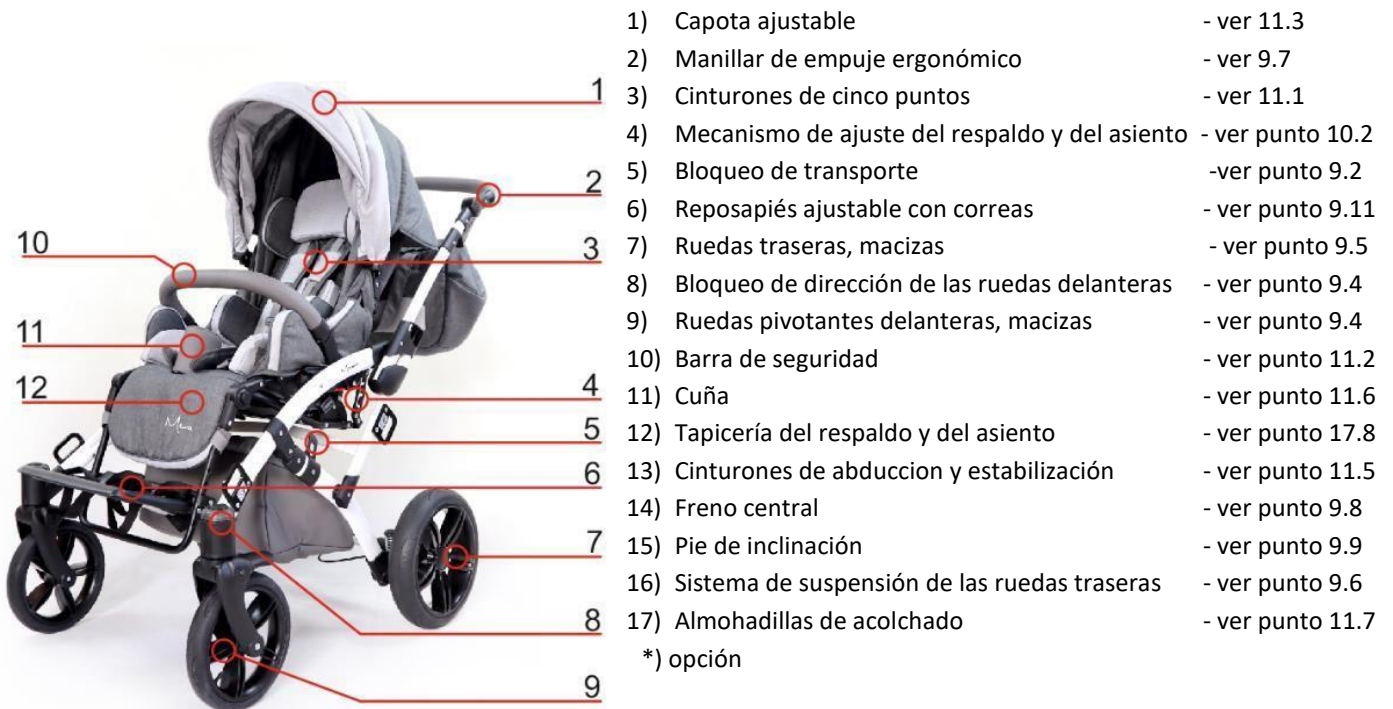 1) Capota ajustable - ver 11.3
2) Manillar de empuje ergonómico - ver 9.7
3) Cinturones de cinco puntos - ver 11.1
4) Mecanismo de ajuste del respaldo y del asiento - ver punto 10.2
5) Bloqueo de transporte -ver punto 9.2
6) Reposapiés ajustable con correas - ver punto 9.11
7) Ruedas traseras, macizas - ver punto 9.5
8) Bloqueo de dirección de las ruedas delanteras - ver punto 9.4
9) Ruedas pivotantes delanteras, macizas - ver punto 9.4
10) Barra de seguridad - ver punto 11.2
11) Cuña - ver punto 11.6
12) Tapicería del respaldo y del asiento - ver punto 17.8
13) Cinturones de abduccion y estabilización - ver punto 11.5
14) Freno central - ver punto 9.8
15) Pie de inclinación - ver punto 9.9
16) Sistema de suspensión de las ruedas traseras - ver punto 9.6
17) Almohadillas de acolchado - ver punto 11.7
*) opción
1
2
3
10
11
12
4
5
6
7
8
9